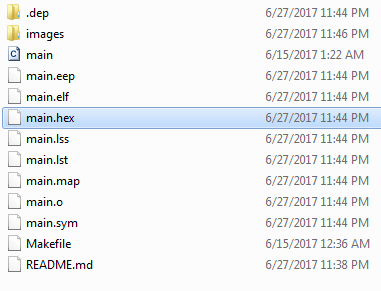 .dep 6/27/2017 11:44 PM
images 6/27/2017 11:46 PM
main 6/15/2017 1:22 AM
main.eep 6/27/2017 11:44 PM
main.elf 6/27/2017 11:44 PM
main.hex 6/27/2017 11:44 PM
main.lss 6/27/2017 11:44 PM
main.lst 6/27/2017 11:44 PM
main.map 6/27/2017 11:44 PM
main.o 6/27/2017 11:44 PM
main.sym 6/27/2017 11:44 PM
Makefile 6/15/2017 12:36 AM
README.md 6/27/2017 11:38 PM